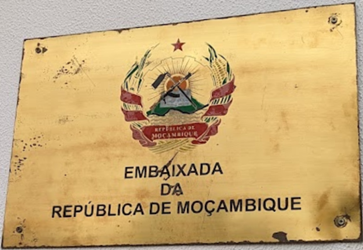 REPÚBLICA DE
MOÇAMBIQUE
EMBAIXADA
DA
REPÚBLICA DE MOÇAMBIQUE